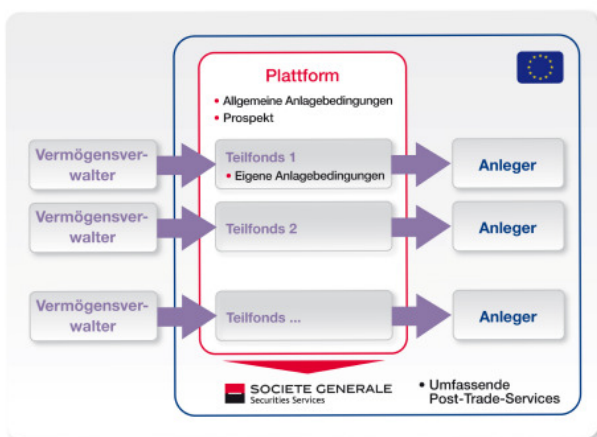 Plattform
• Allgemeine Anlagebedingungen
• Prospekt
Vermögensver-
walter
Teilfonds 1
• Eigene Anlagebedingungen
Anleger
Vermögensver-
walter
Teilfonds 2
Anleger
Vermögensver-
walter
Teilfonds ...
Anleger
SOCIETE GENERALE
Securities Services
• Umfassende
Post-Trade-Services